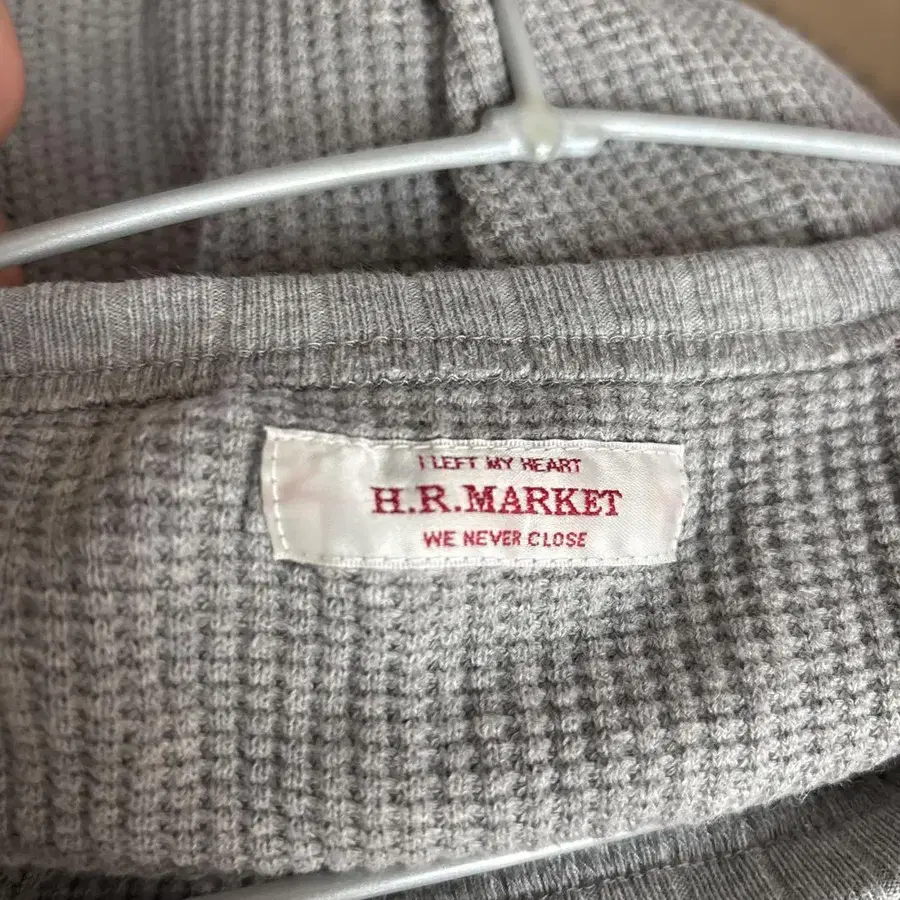 I LEFT MY HEART
H.R.MARKET
WE NEVER CLOSE